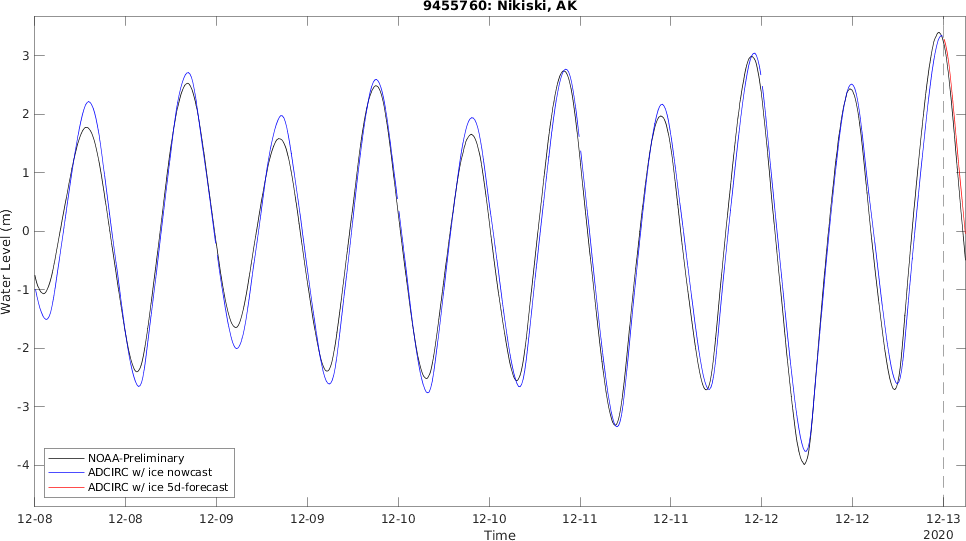 9455760: Nikiski, AK
3
2
1
0
-1
-2
-3
-4
Water Level (m)
NOAA-Preliminary
ADCIRC w/ ice nowcast
ADCIRC w/ ice 5d-forecast
12-08 12-08 12-09 12-09 12-10 12-10 12-11 12-11 12-12 12-12 12-13
2020
Time